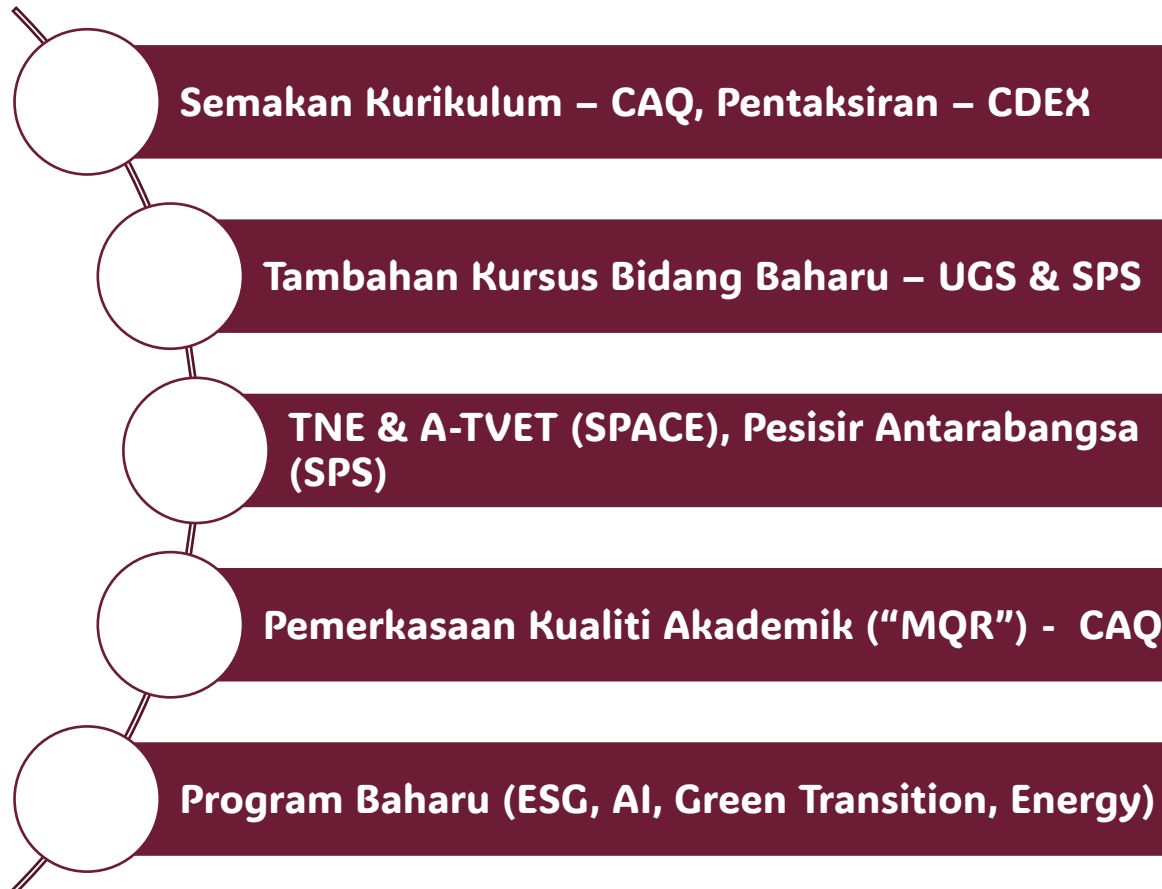 Semakan Kurikulum – CAQ, Pentaksiran – CDEX
Tambahan Kursus Bidang Baharu – UGS & SPS
TNE & A-TVET (SPACE), Pesisir Antarabangsa
(SPS)
Pemerkasaan Kualiti Akademik (“MQR”) - CAQ
Program Baharu (ESG, AI, Green Transition, Energy)